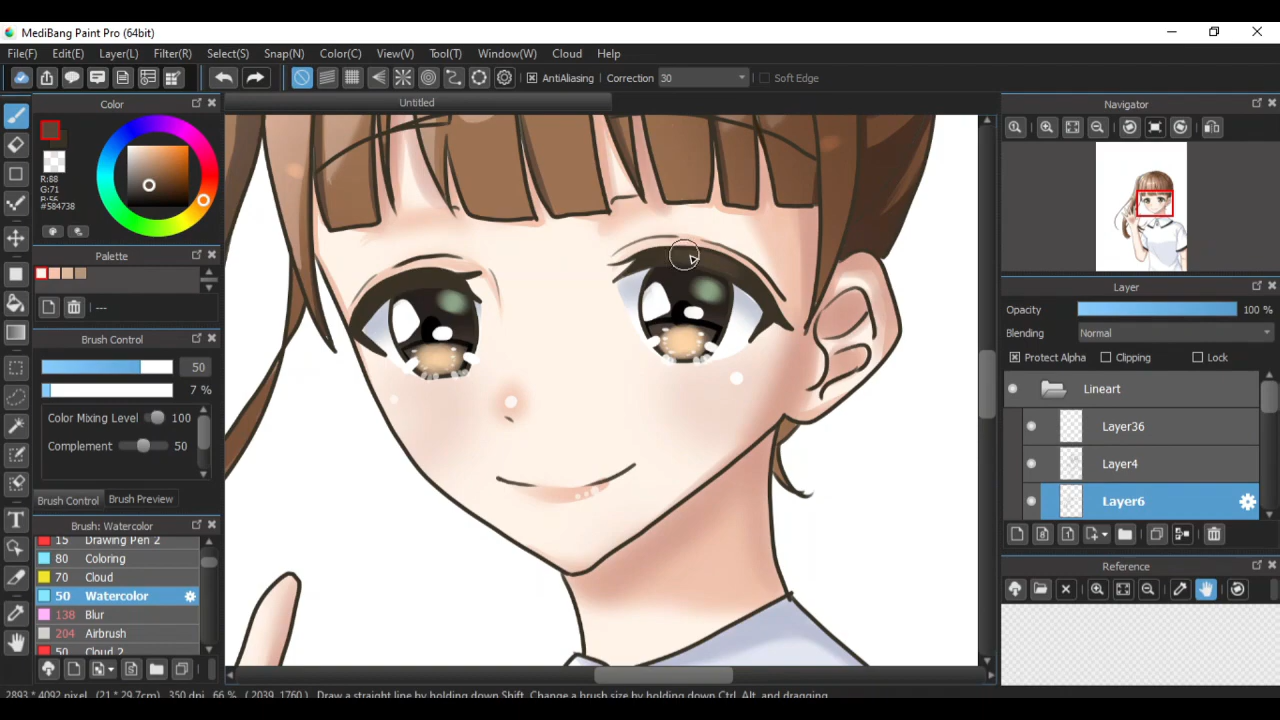 MediBang Paint Pro (64bit)
File(F) Edit(E) Layer(L) Filter(R) Select(S) Snap(N) Color(C) View(V) Tool(T) Window(W) Cloud Help
AntiAliasing Correction 30 Soft Edge
Color
R:88
G:71
B:56
#584738
Palette
---
Brush Control
50
7 %
Color Mixing Level 100
Complement 50
Brush Control Brush Preview
Brush: Watercolor
15 Drawing Pen 2
80 Coloring
70 Cloud
50 Watercolor
138 Blur
204 Airbrush
50 Cloud 2
Untitled
Navigator
Layer
Opacity 100 %
Blending Normal
Protect Alpha Clipping Lock
Lineart
Layer36
Layer4
Layer6
Reference
2893 * 4092 pixel (21 * 29.7cm) 350 dpi 66 % (2039, 1760) Draw a straight line by holding down Shift, Change a brush size by holding down Ctrl, Alt, and dragging